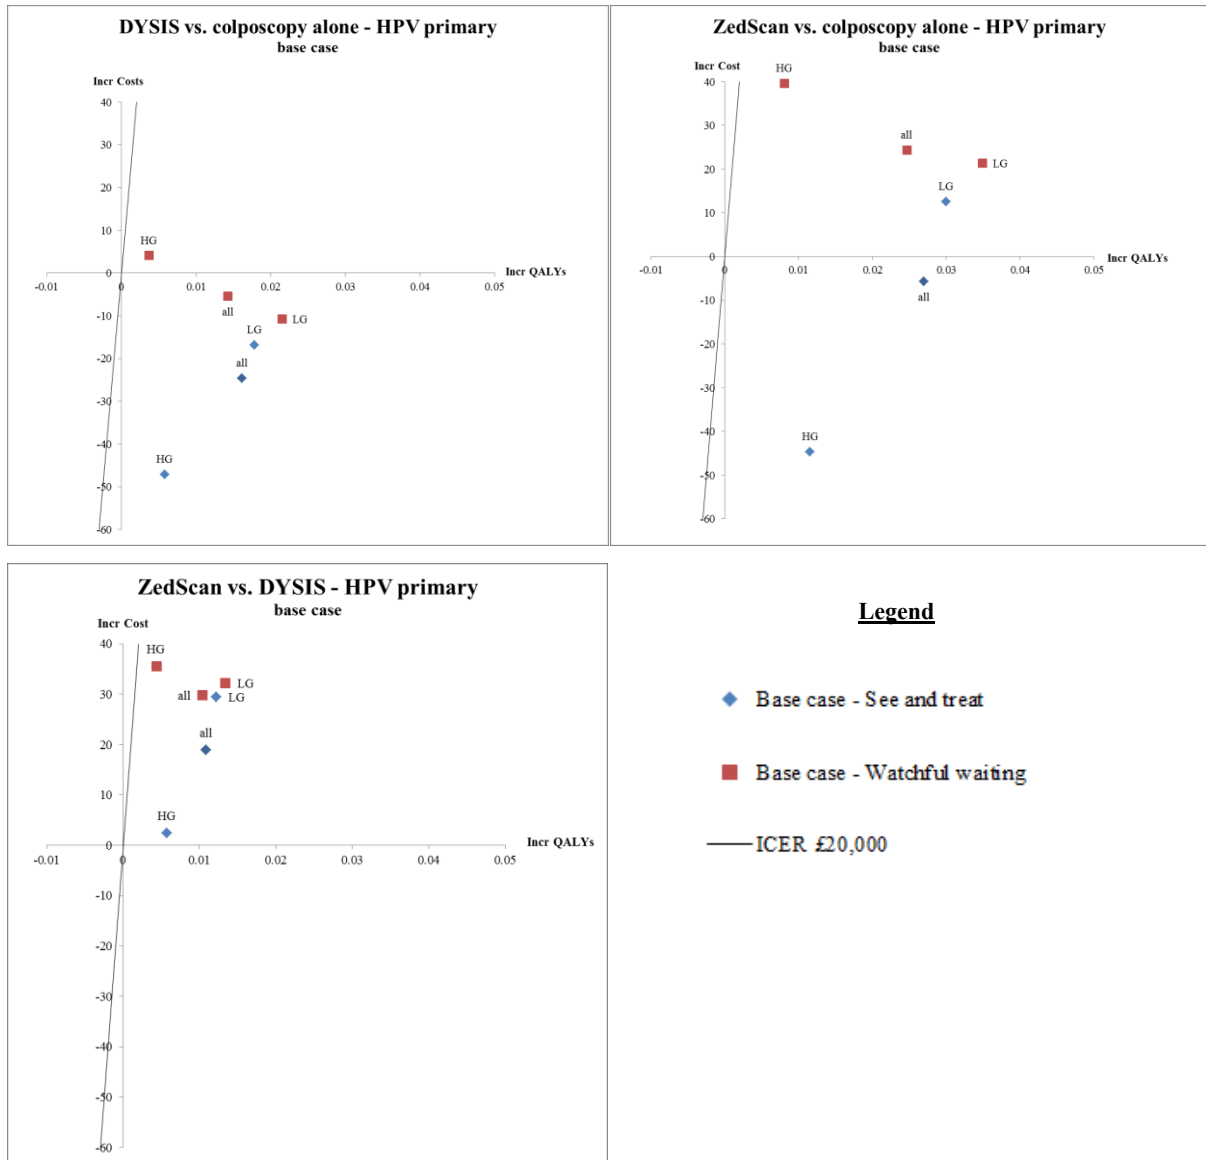 DYSIS vs. colposcopy alone - HPV primary
base case
Incr Costs
40
30
20
10
0
-10
-20
-30
-40
-50
-60
-0.01 0 0.01 0.02 0.03 0.04 0.05
Incr QALYs
HG
all
LG
LG
all
HG
ZedScan vs. colposcopy alone - HPV primary
base case
Incr Cost
40
30
20
10
0
-10
-20
-30
-40
-50
-60
-0.01 0 0.01 0.02 0.03 0.04 0.05
Incr QALYs
HG
all
LG
LG
all
HG
ZedScan vs. DYSIS - HPV primary
base case
Incr Cost
40
30
20
10
0
-10
-20
-30
-40
-50
-60
-0.01 0 0.01 0.02 0.03 0.04 0.05
Incr QALYs
HG
LG
all
LG
all
HG
Legend
Base case - See and treat
Base case - Watchful waiting
ICER £20,000